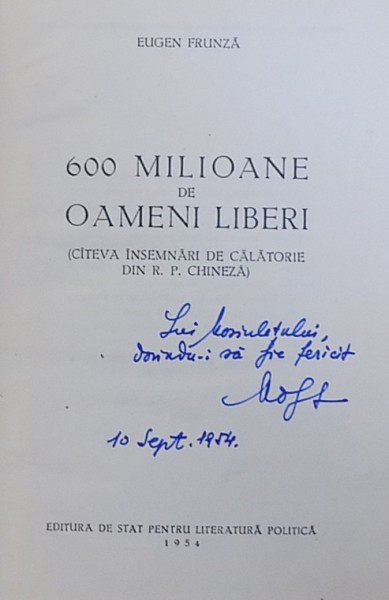 EUGEN FRUNZĂ
600 MILIOANE
DE
OAMENI LIBERI
(CÎTEVA ÎNSEMNĂRI DE CĂLĂTORIE
DIN R. P. CHINEZĂ)
Lui
dorindu-i să fie fericit
10 Sept. 1954.
EDITURA DE STAT PENTRU LITERATURĂ POLITICĂ
1954